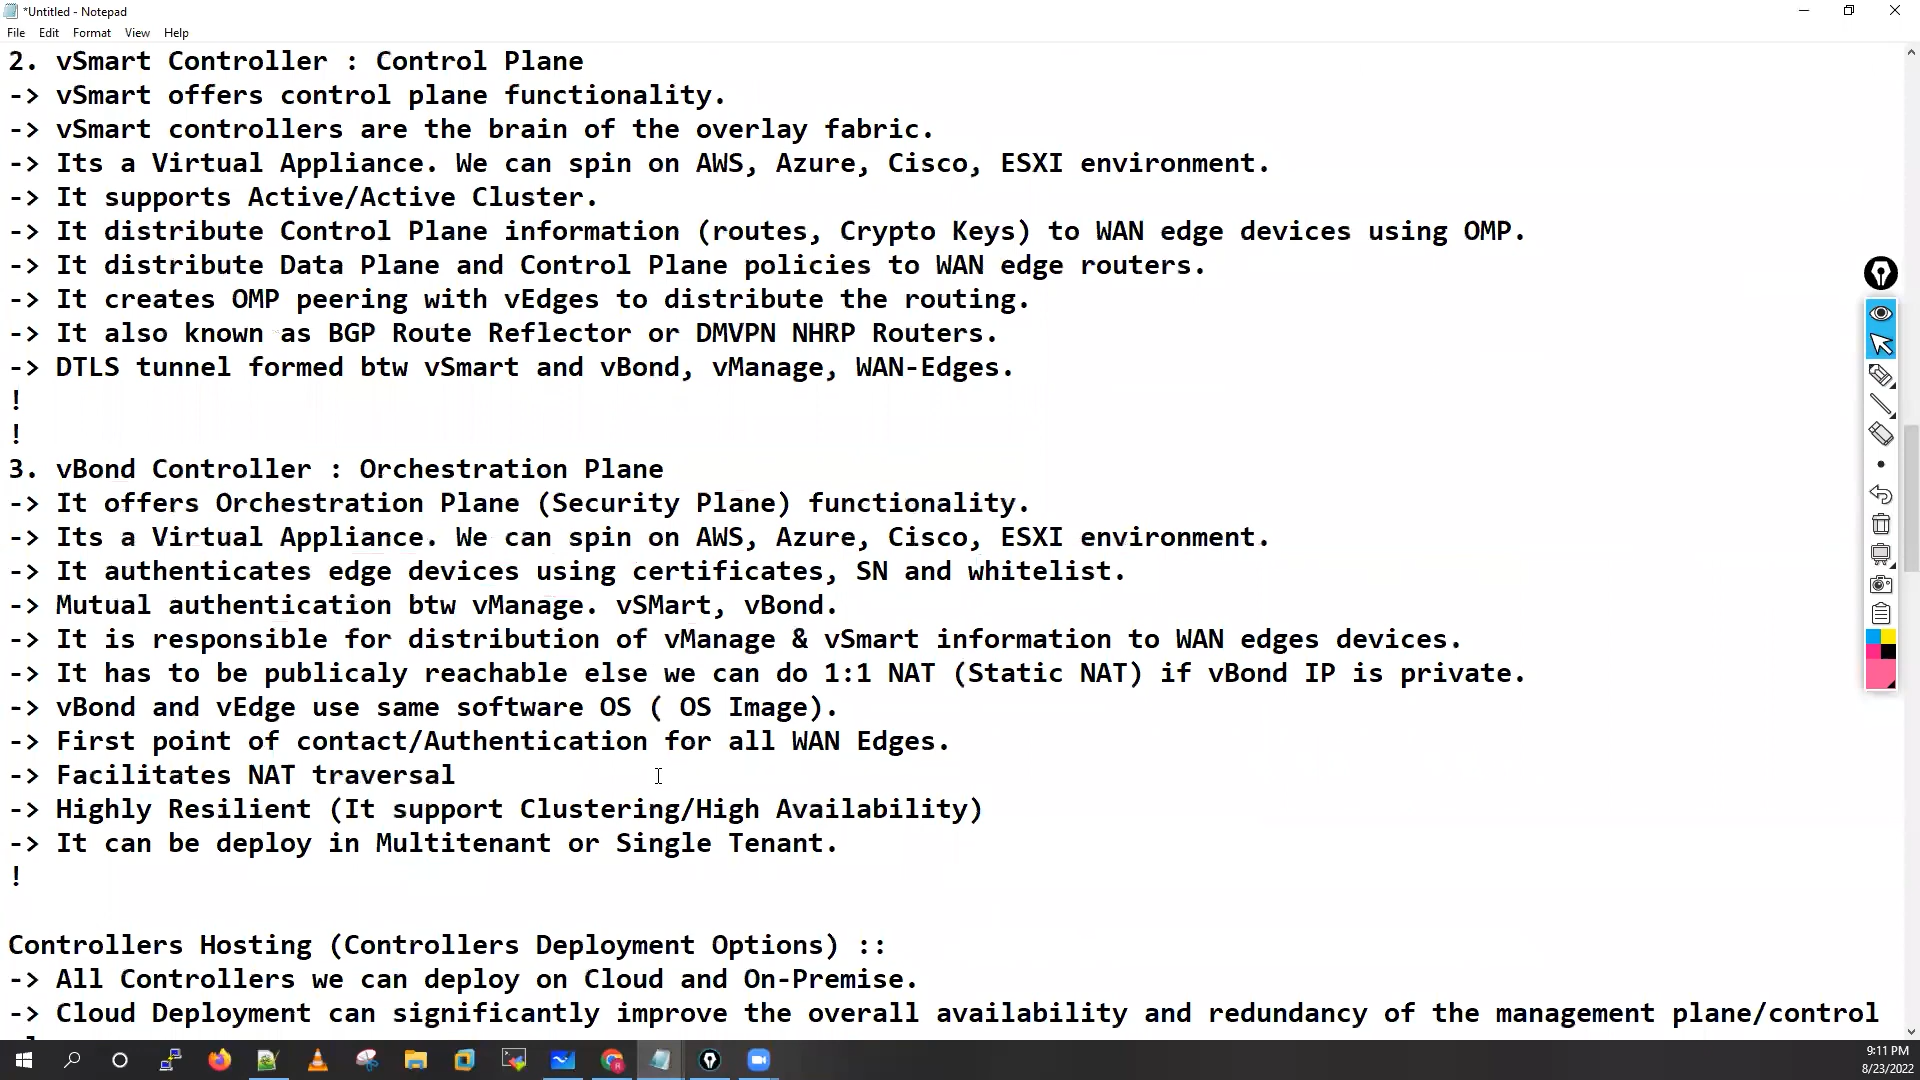 *Untitled - Notepad
File Edit Format View Help
2. vSmart Controller : Control Plane
-> vSmart offers control plane functionality.
-> vSmart controllers are the brain of the overlay fabric.
-> Its a Virtual Appliance. We can spin on AWS, Azure, Cisco, ESXI environment.
-> It supports Active/Active Cluster.
-> It distribute Control Plane information (routes, Crypto Keys) to WAN edge devices using OMP.
-> It distribute Data Plane and Control Plane policies to WAN edge routers.
-> It creates OMP peering with vEdges to distribute the routing.
-> It also known as BGP Route Reflector or DMVPN NHRP Routers.
-> DTLS tunnel formed btw vSmart and vBond, vManage, WAN-Edges.
!
!
3. vBond Controller : Orchestration Plane
-> It offers Orchestration Plane (Security Plane) functionality.
-> Its a Virtual Appliance. We can spin on AWS, Azure, Cisco, ESXI environment.
-> It authenticates edge devices using certificates, SN and whitelist.
-> Mutual authentication btw vManage. vSMart, vBond.
-> It is responsible for distribution of vManage & vSmart information to WAN edges devices.
-> It has to be publicaly reachable else we can do 1:1 NAT (Static NAT) if vBond IP is private.
-> vBond and vEdge use same software OS ( OS Image).
-> First point of contact/Authentication for all WAN Edges.
-> Facilitates NAT traversal
-> Highly Resilient (It support Clustering/High Availability)
-> It can be deploy in Multitenant or Single Tenant.
!
Controllers Hosting (Controllers Deployment Options) ::
-> All Controllers we can deploy on Cloud and On-Premise.
-> Cloud Deployment can significantly improve the overall availability and redundancy of the management plane/control
9:11 PM
8/23/2022